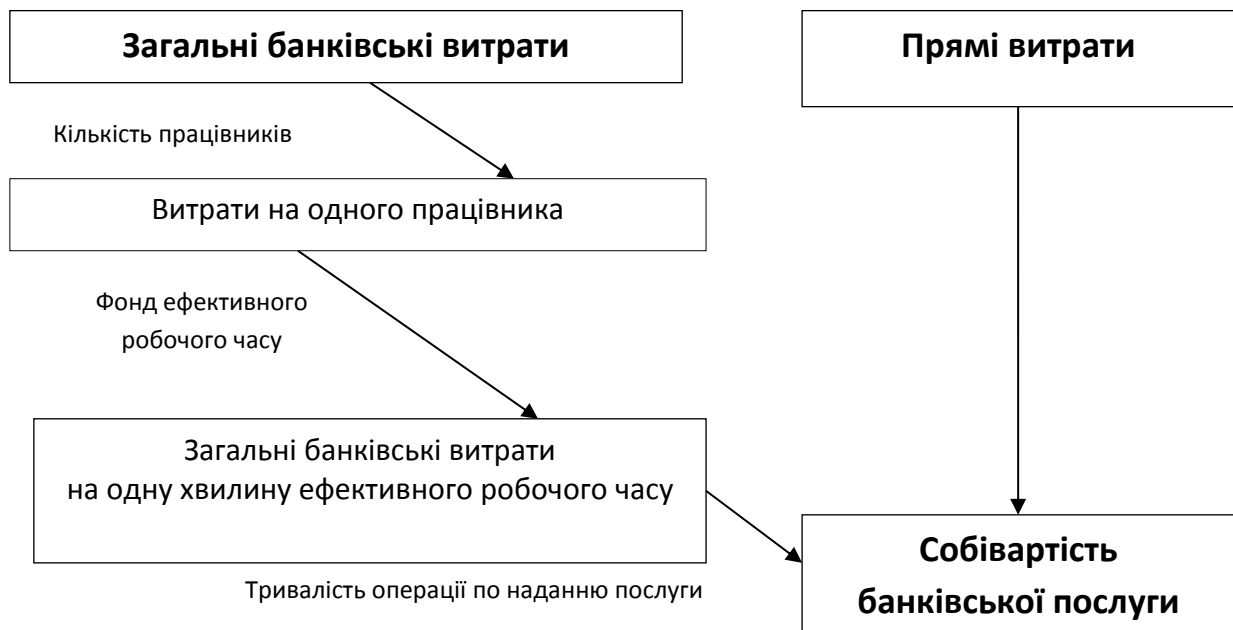 Загальні банківські витрати
Прямі витрати
Кількість працівників
Витрати на одного працівника
Фонд ефективного
робочого часу
Загальні банківські витрати
на одну хвилину ефективного робочого часу
Тривалість операції по наданню послуги
Собівартість
банківської послуги